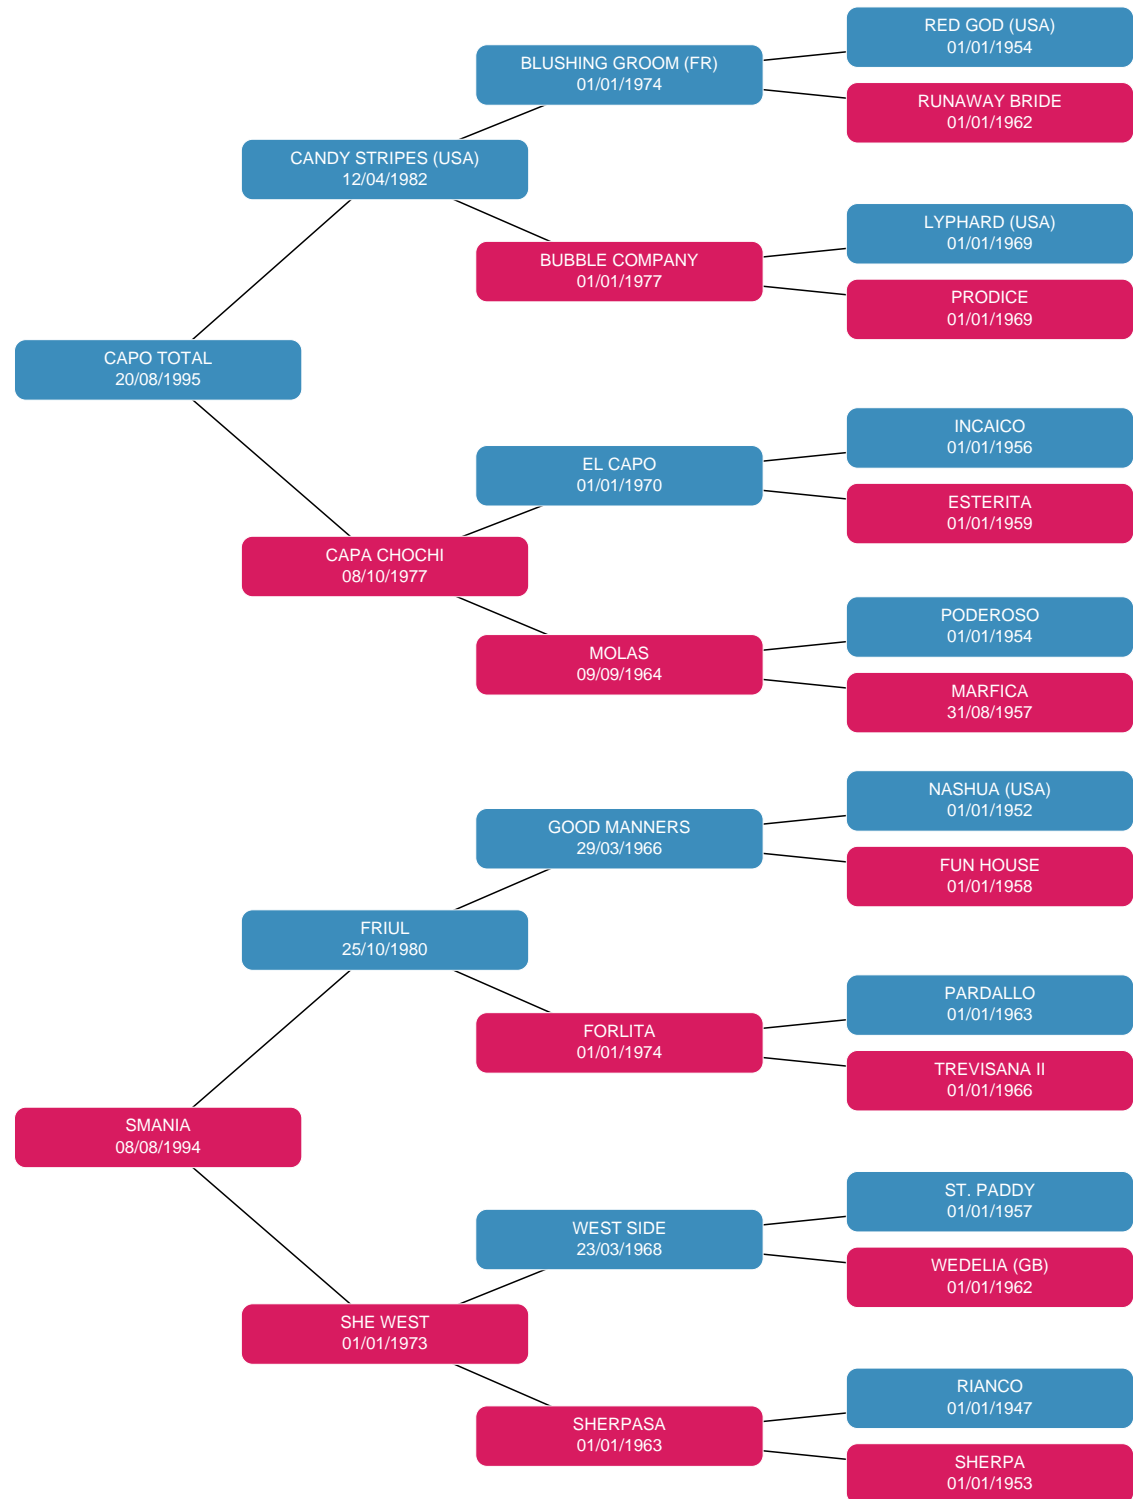 RED GOD (USA)
01/01/1954
BLUSHING GROOM (FR)
01/01/1974
RUNAWAY BRIDE
01/01/1962
CANDY STRIPES (USA)
12/04/1982
LYPHARD (USA)
01/01/1969
BUBBLE COMPANY
01/01/1977
PRODICE
01/01/1969
CAPO TOTAL
20/08/1995
INCAICO
01/01/1956
EL CAPO
01/01/1970
ESTERITA
01/01/1959
CAPA CHOCHI
08/10/1977
PODEROSO
01/01/1954
MOLAS
09/09/1964
MARFICA
31/08/1957
NASHUA (USA)
01/01/1952
GOOD MANNERS
29/03/1966
FUN HOUSE
01/01/1958
FRIUL
25/10/1980
PARDALLO
01/01/1963
FORLITA
01/01/1974
TREVISANA II
01/01/1966
SMANIA
08/08/1994
ST. PADDY
01/01/1957
WEST SIDE
23/03/1968
WEDELIA (GB)
01/01/1962
SHE WEST
01/01/1973
RIANCO
01/01/1947
SHERPASA
01/01/1963
SHERPA
01/01/1953